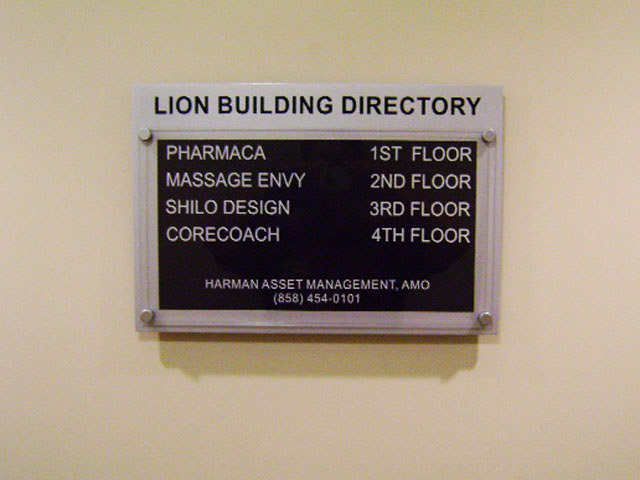 LION BUILDING DIRECTORY
PHARMACA 1ST FLOOR
MASSAGE ENVY 2ND FLOOR
SHILO DESIGN 3RD FLOOR
CORECOACH 4TH FLOOR
HARMAN ASSET MANAGEMENT, AMO
(858) 454-0101